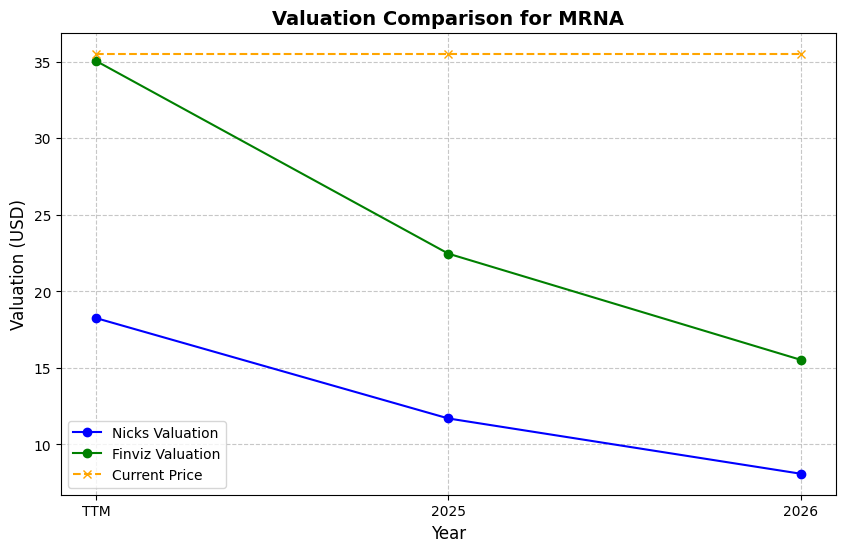 Valuation Comparison for MRNA
Valuation (USD)
35
30
25
20
15
10
Nicks Valuation
Finviz Valuation
Current Price
TTM 2025 2026
Year